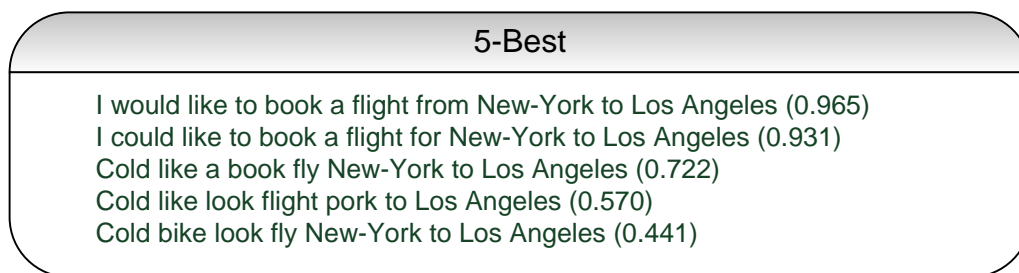 5-Best
I would like to book a flight from New-York to Los Angeles (0.965)
I could like to book a flight for New-York to Los Angeles (0.931)
Cold like a book fly New-York to Los Angeles (0.722)
Cold like look flight pork to Los Angeles (0.570)
Cold bike look fly New-York to Los Angeles (0.441)